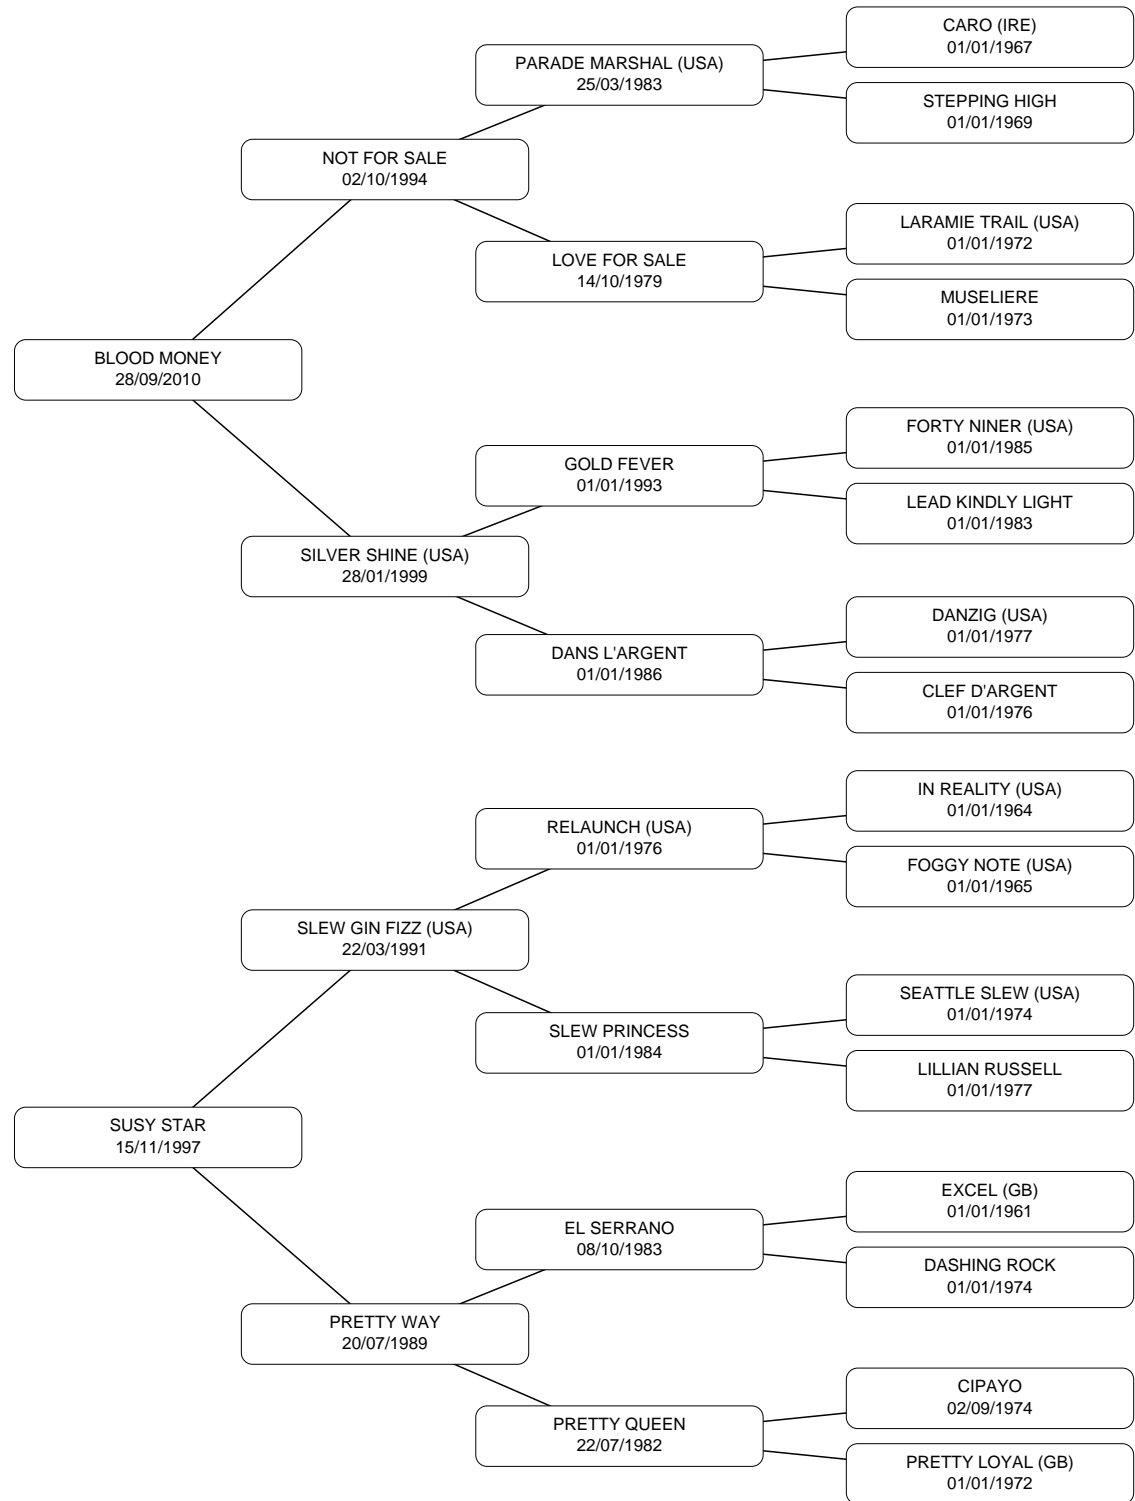 CARO (IRE)
01/01/1967
PARADE MARSHAL (USA)
25/03/1983
STEPPING HIGH
01/01/1969
NOT FOR SALE
02/10/1994
LARAMIE TRAIL (USA)
01/01/1972
LOVE FOR SALE
14/10/1979
MUSELIERE
01/01/1973
BLOOD MONEY
28/09/2010
FORTY NINER (USA)
01/01/1985
GOLD FEVER
01/01/1993
LEAD KINDLY LIGHT
01/01/1983
SILVER SHINE (USA)
28/01/1999
DANZIG (USA)
01/01/1977
DANS L'ARGENT
01/01/1986
CLEF D'ARGENT
01/01/1976
IN REALITY (USA)
01/01/1964
RELAUNCH (USA)
01/01/1976
FOGGY NOTE (USA)
01/01/1965
SLEW GIN FIZZ (USA)
22/03/1991
SEATTLE SLEW (USA)
01/01/1974
SLEW PRINCESS
01/01/1984
LILLIAN RUSSELL
01/01/1977
SUSY STAR
15/11/1997
EXCEL (GB)
01/01/1961
EL SERRANO
08/10/1983
DASHING ROCK
01/01/1974
PRETTY WAY
20/07/1989
CIPAYO
02/09/1974
PRETTY QUEEN
22/07/1982
PRETTY LOYAL (GB)
01/01/1972